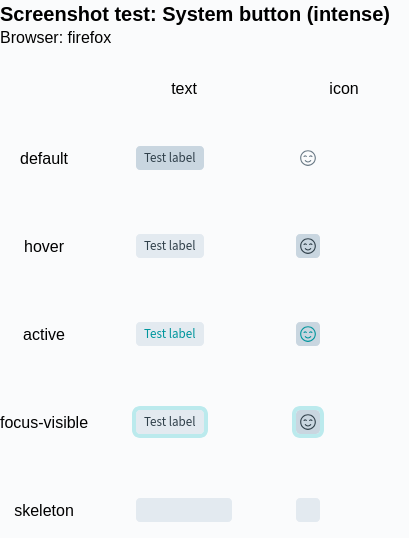 Screenshot test: System button (intense)
Browser: firefox
text icon
default Test label
hover Test label
active Test label
focus-visible Test label
skeleton